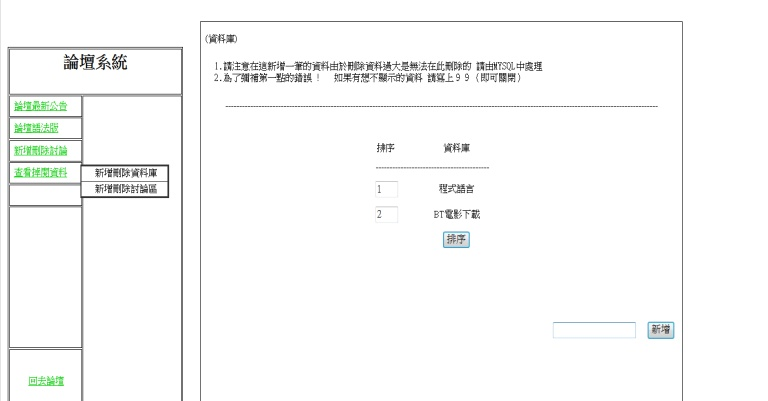 論壇系統
論壇最新公告
論壇語法版
新增刪除討論
查看掉閒資料
新增刪除資料庫
新增刪除討論區
回去論壇
(資料庫)
1.請注意在這新增一筆的資料由於刪除資料過大是無法在此刪除的 請由MYSQL中處理
2.為了彌補第一點的錯誤！ 如果有想不顯示的資料 請寫上９９(即可關閉)
排序 資料庫
1 程式語言
2 BT電影下載
排序
新增